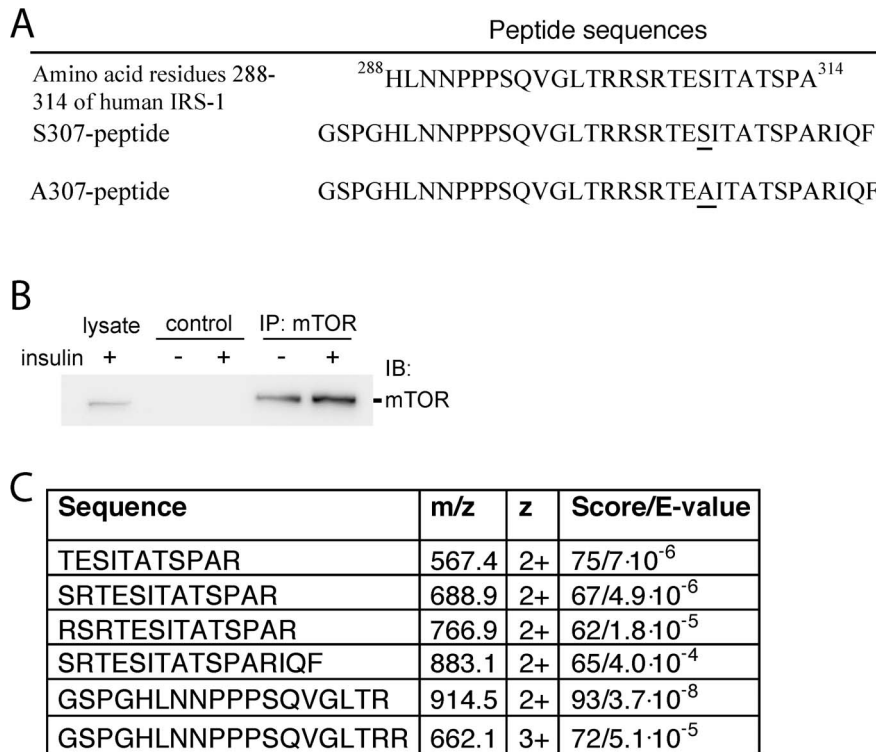 A
Peptide sequences
Amino acid residues 288-
314 of human IRS-1
²⁸⁸HLNNPPPSQVGLTRRSRTESITATSPA³¹⁴
S307-peptide GSPGHLNNPPPSQVGLTRRSRTESITATSPARIQF
A307-peptide GSPGHLNNPPPSQVGLTRRSRTEAITATSPARIQF
B
lysate control IP: mTOR
insulin + - + - + IB:
mTOR
C
Sequence m/z z Score/E-value
TESITATSPAR 567.4 2+ 75/7·10⁻⁶
SRTESITATSPAR 688.9 2+ 67/4.9·10⁻⁶
RSRTESITATSPAR 766.9 2+ 62/1.8·10⁻⁵
SRTESITATSPARIQF 883.1 2+ 65/4.0·10⁻⁴
GSPGHLNNPPPSQVGLTR 914.5 2+ 93/3.7·10⁻⁸
GSPGHLNNPPPSQVGLTRR 662.1 3+ 72/5.1·10⁻⁵